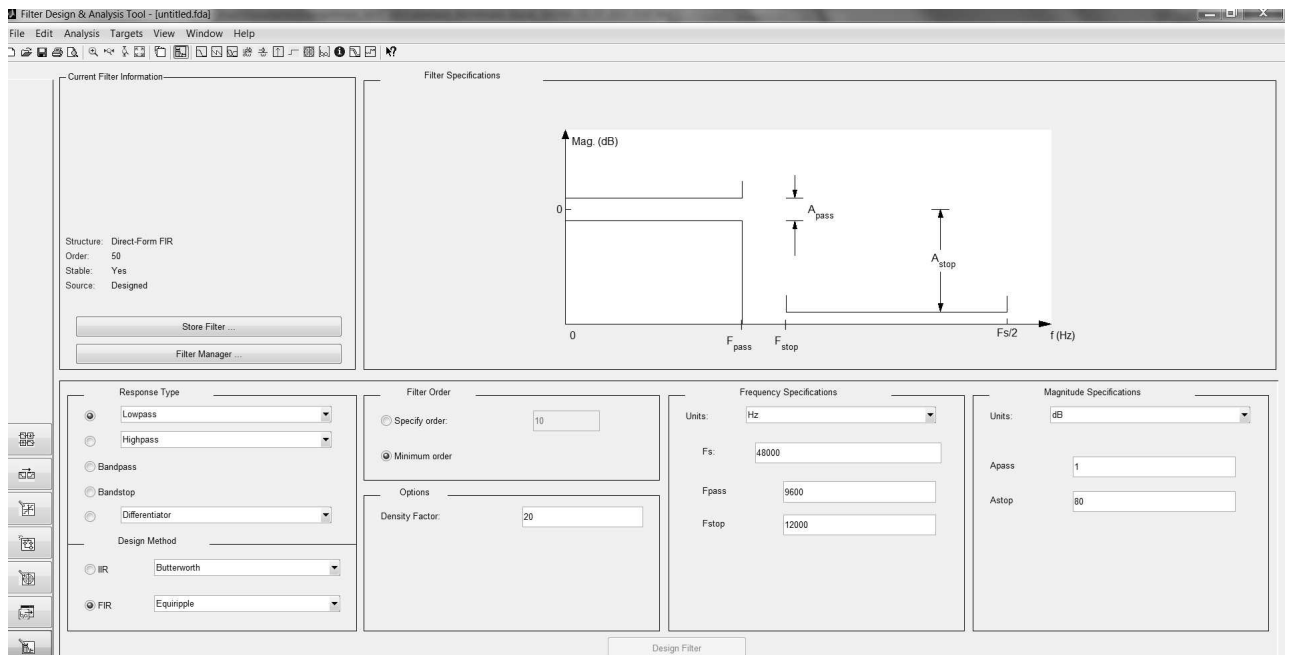 Filter Design & Analysis Tool - [untitled.fda]
File Edit Analysis Targets View Window Help
Current Filter Information
Structure: Direct-Form FIR
Order: 50
Stable: Yes
Source: Designed
Store Filter ...
Filter Manager ...
Filter Specifications
Mag. (dB)
0
A pass
A stop
0
F pass
F stop
Fs/2
f (Hz)
Response Type
Lowpass
Highpass
Bandpass
Bandstop
Differentiator
Design Method
IIR Butterworth
FIR Equiripple
Filter Order
Specify order: 10
Minimum order
Options
Density Factor: 20
Frequency Specifications
Units: Hz
Fs: 48000
Fpass 9600
Fstop 12000
Magnitude Specifications
Units: dB
Apass 1
Astop 80
Design Filter